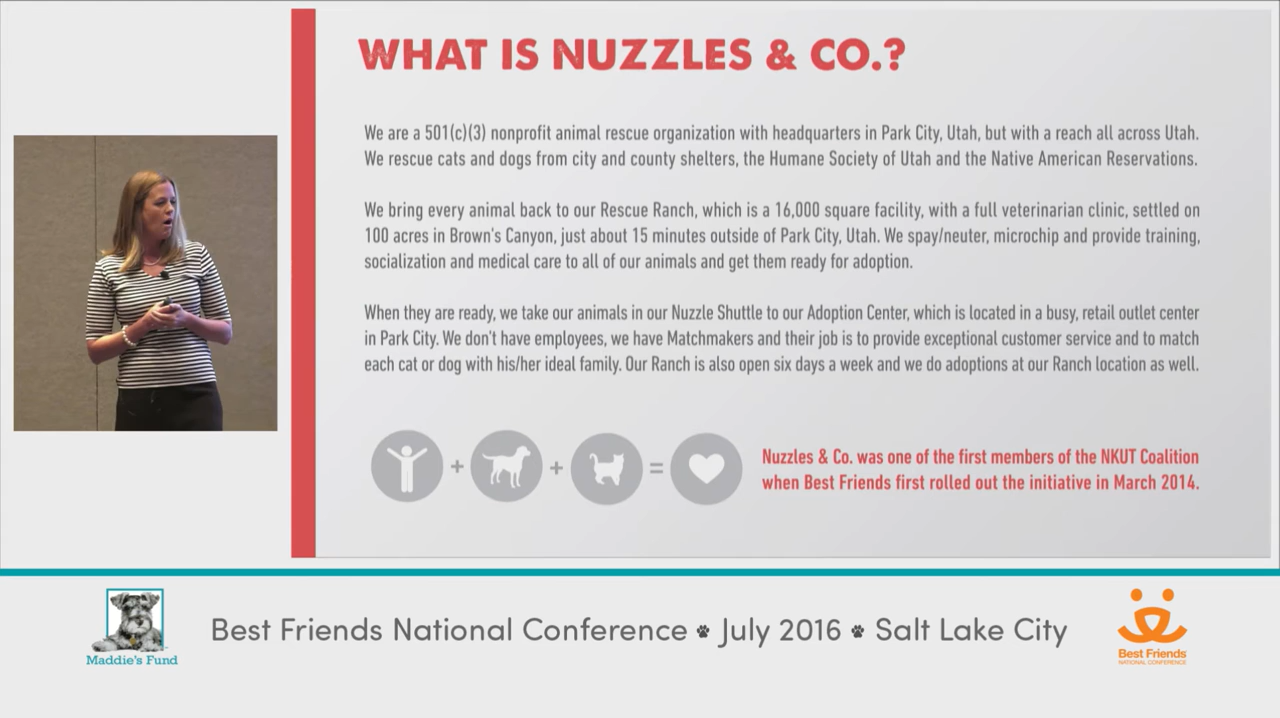 WHAT IS NUZZLES & CO.?
We are a 501(c)(3) nonprofit animal rescue organization with headquarters in Park City, Utah, but with a reach all across Utah.
We rescue cats and dogs from city and county shelters, the Humane Society of Utah and the Native American Reservations.
We bring every animal back to our Rescue Ranch, which is a 16,000 square facility, with a full veterinarian clinic, settled on
100 acres in Brown's Canyon, just about 15 minutes outside of Park City, Utah. We spay/neuter, microchip and provide training,
socialization and medical care to all of our animals and get them ready for adoption.
When they are ready, we take our animals in our Nuzzle Shuttle to our Adoption Center, which is located in a busy, retail outlet center
in Park City. We don't have employees, we have Matchmakers and their job is to provide exceptional customer service and to match
each cat or dog with his/her ideal family. Our Ranch is also open six days a week and we do adoptions at our Ranch location as well.
+ + =
Nuzzles & Co. was one of the first members of the NKUT Coalition
when Best Friends first rolled out the initiative in March 2014.
Maddie's Fund
Best Friends National Conference July 2016 Salt Lake City
Best Friends
NATIONAL CONFERENCE